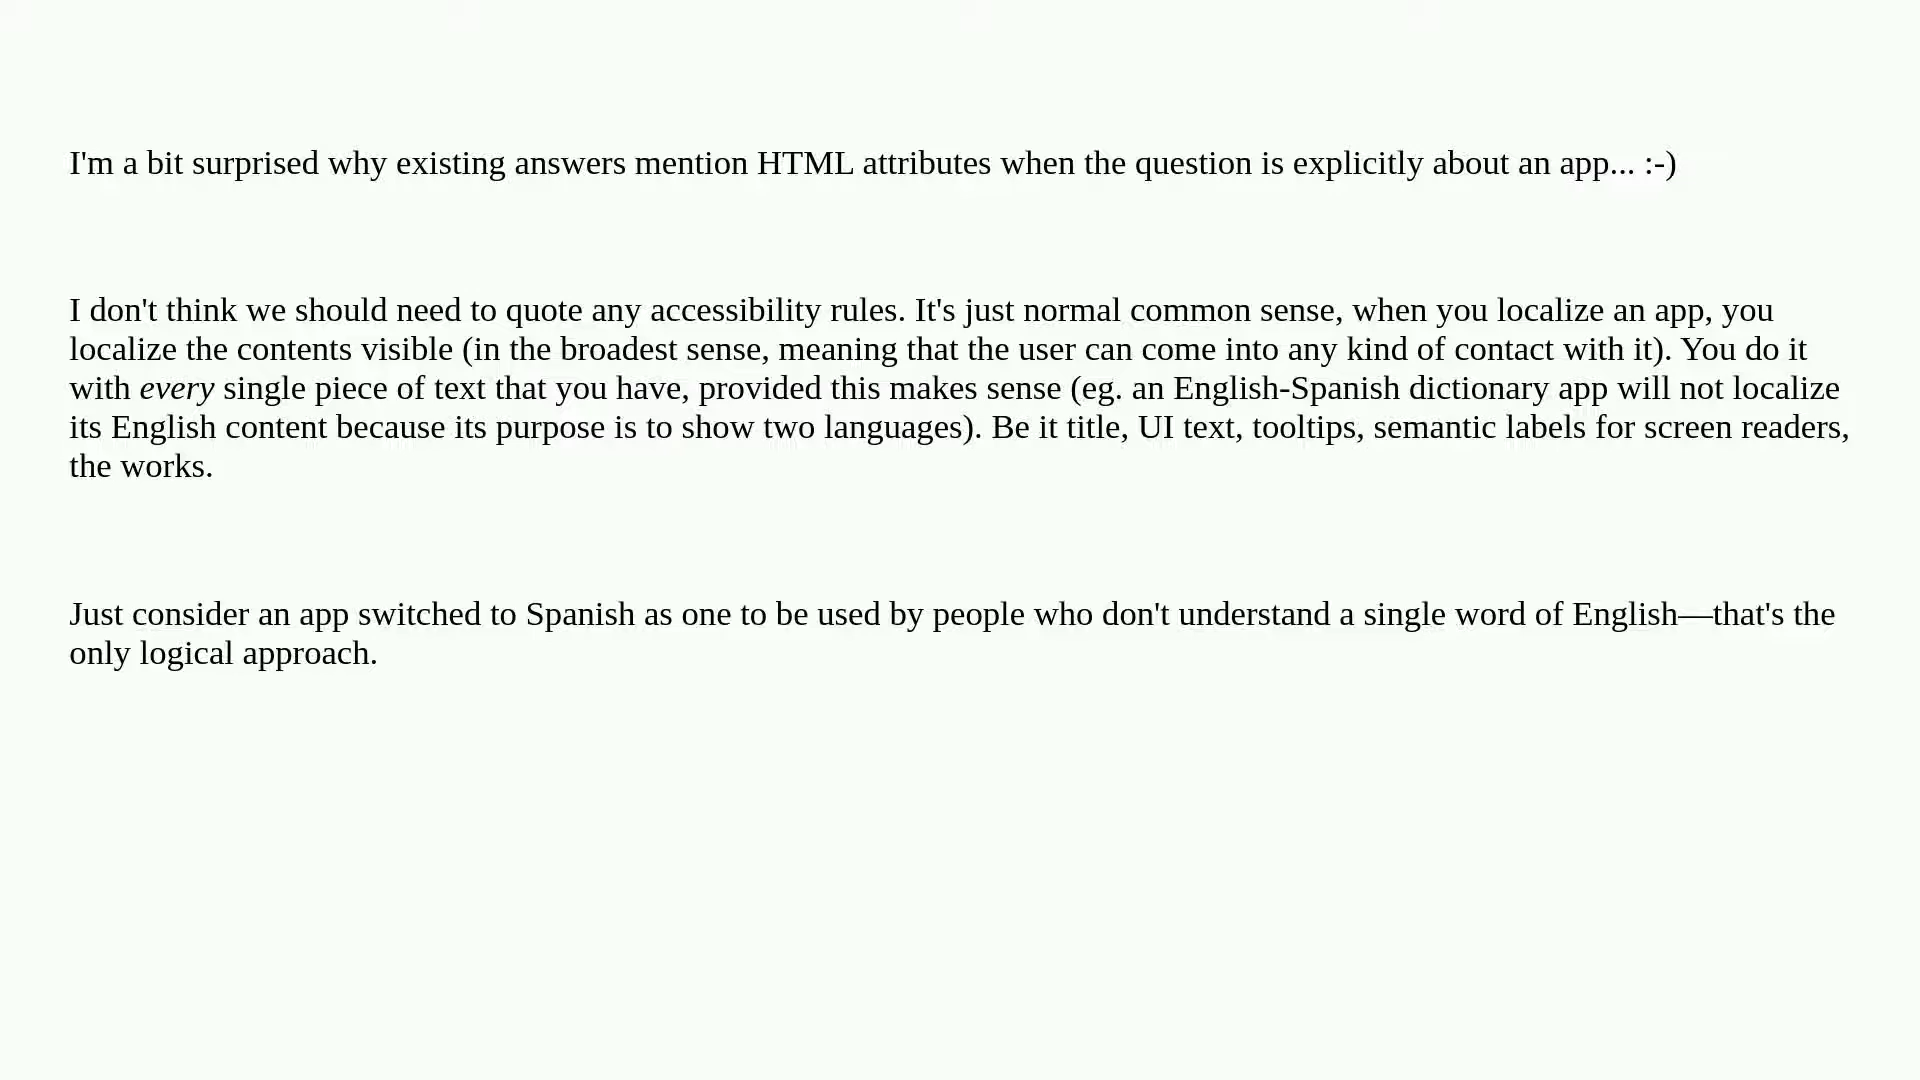 I'm a bit surprised why existing answers mention HTML attributes when the question is explicitly about an app... :-)
I don't think we should need to quote any accessibility rules. It's just normal common sense, when you localize an app, you
localize the contents visible (in the broadest sense, meaning that the user can come into any kind of contact with it). You do it
with every single piece of text that you have, provided this makes sense (eg. an English-Spanish dictionary app will not localize
its English content because its purpose is to show two languages). Be it title, UI text, tooltips, semantic labels for screen readers,
the works.
Just consider an app switched to Spanish as one to be used by people who don't understand a single word of English—that's the
only logical approach.